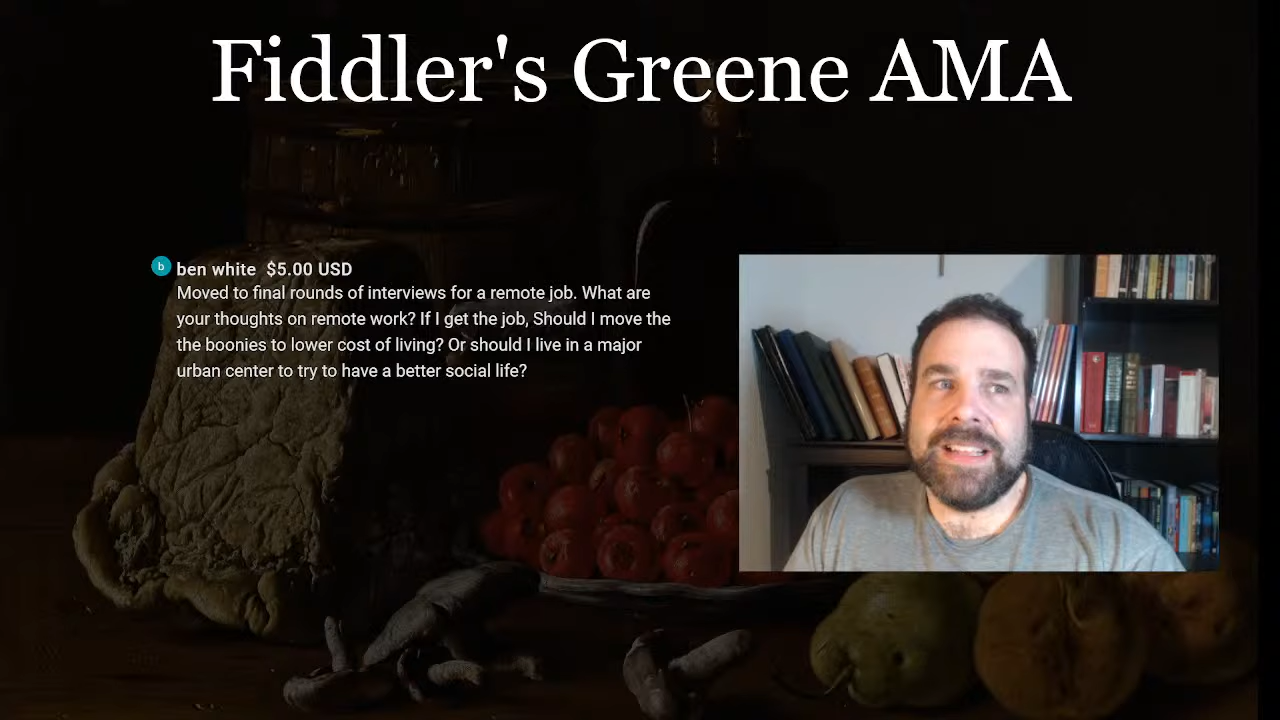 Fiddler's Greene AMA
b
ben white $5.00 USD
Moved to final rounds of interviews for a remote job. What are
your thoughts on remote work? If I get the job, Should I move the
the boonies to lower cost of living? Or should I live in a major
urban center to try to have a better social life?